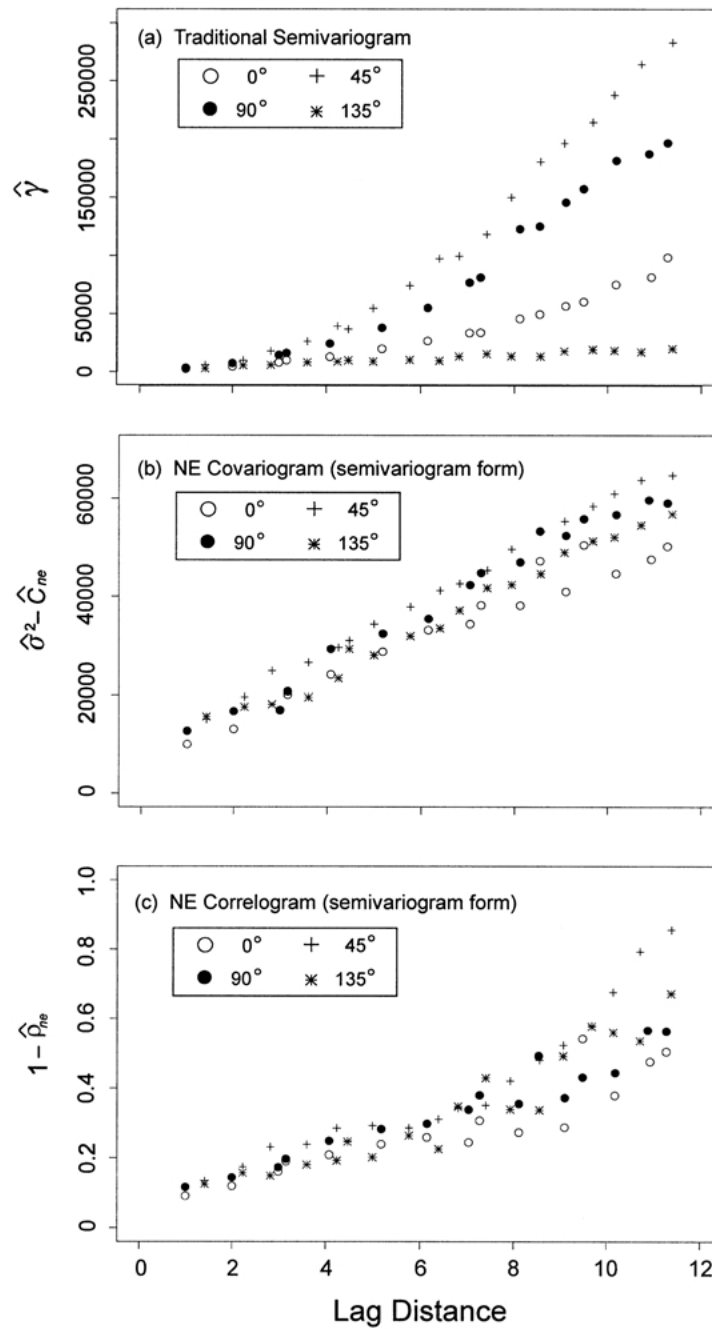 (a) Traditional Semivariogram
○ 0° + 45°
● 90° ✳ 135°
γ̂
250000
150000
50000
0
(b) NE Covariogram (semivariogram form)
○ 0° + 45°
● 90° ✳ 135°
σ̂² – Ĉne
60000
40000
20000
0
(c) NE Correlogram (semivariogram form)
○ 0° + 45°
● 90° ✳ 135°
1 – ρ̂ne
1.0
0.8
0.6
0.4
0.2
0
0 2 4 6 8 10 12
Lag Distance